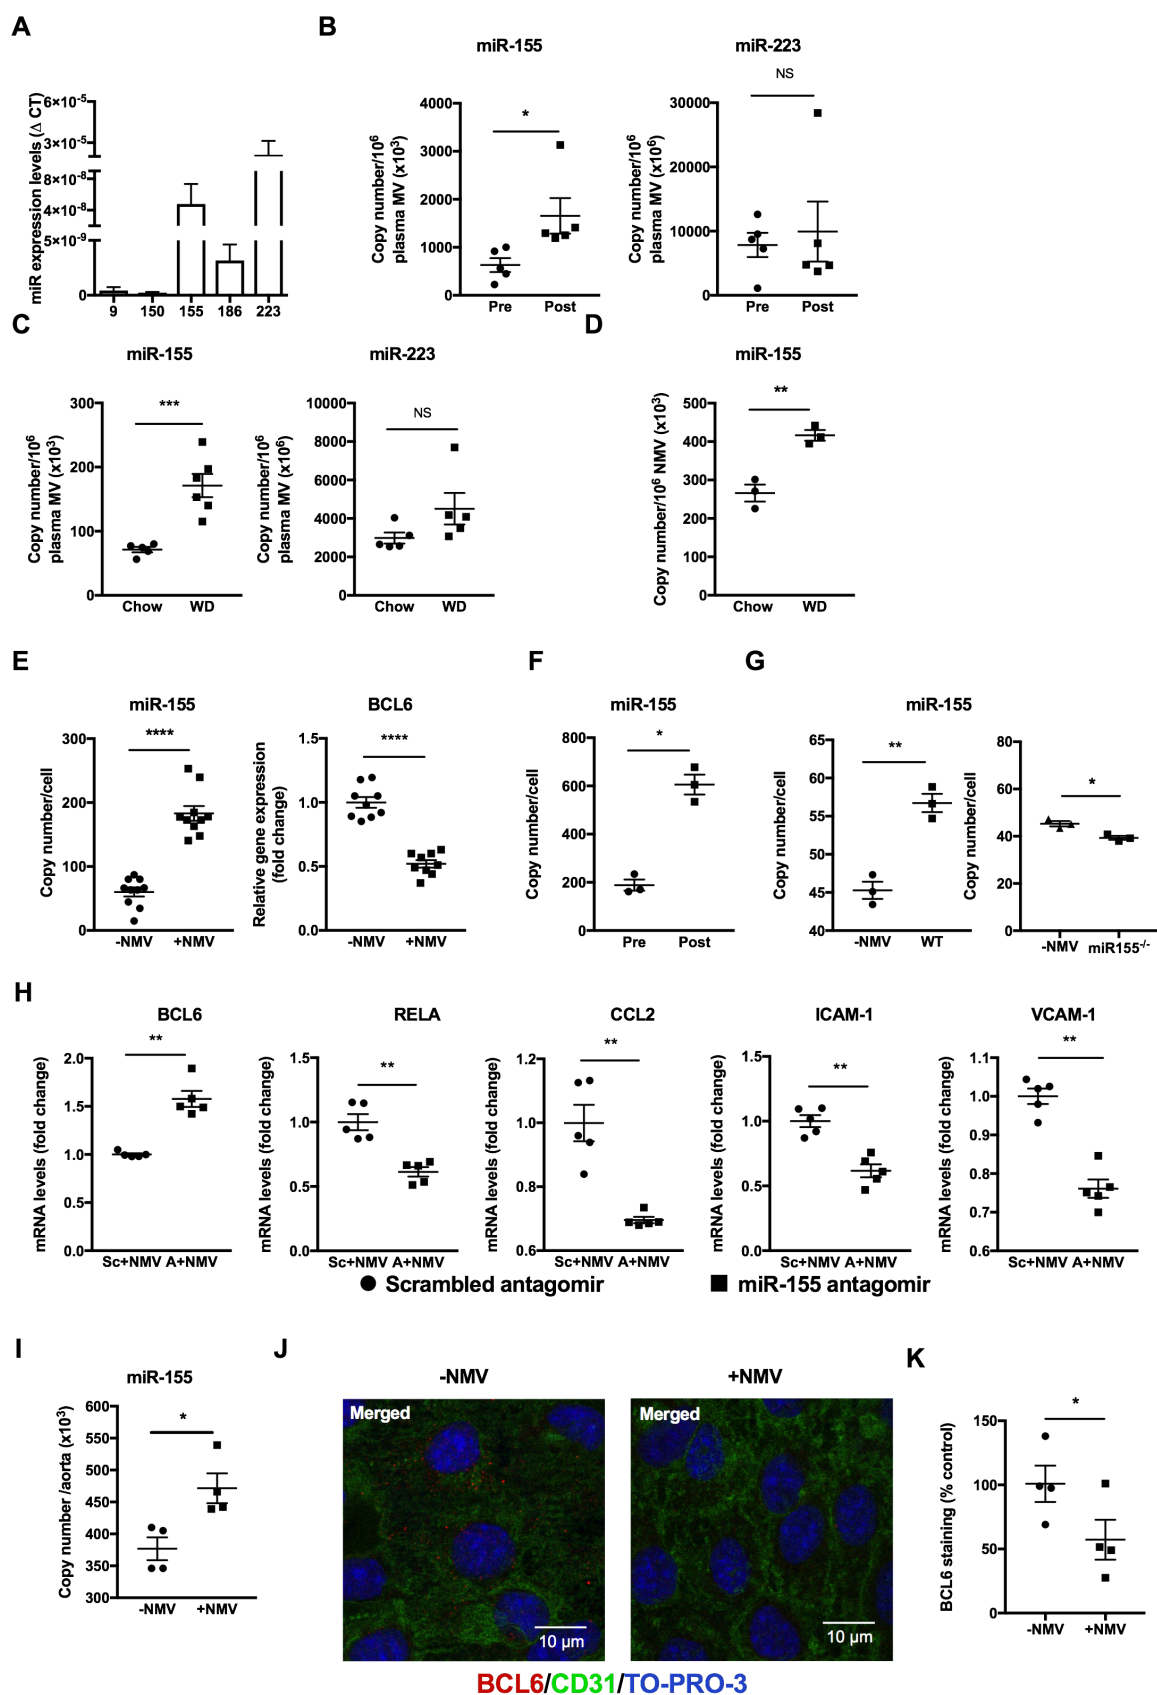 A
miR expression levels (Δ CT)
6×10⁻⁵
3×10⁻⁵
8×10⁻⁸
4×10⁻⁸
5×10⁻⁹
0
9 150 155 186 223
B
miR-155
Copy number/10⁶
plasma MV (x10³)
4000
3000
2000
1000
0
*
Pre Post
miR-223
Copy number/10⁶
plasma MV (x10⁶)
30000
20000
10000
0
NS
Pre Post
C
miR-155
Copy number/10⁶
plasma MV (x10³)
300
200
100
0
***
Chow WD
miR-223
Copy number/10⁶
plasma MV (x10⁶)
10000
8000
6000
4000
2000
0
NS
Chow WD
D
miR-155
Copy number/10⁶ NMV (x10³)
500
400
300
200
100
0
**
Chow WD
E
miR-155
Copy number/cell
300
200
100
0
****
-NMV +NMV
BCL6
Relative gene expression
(fold change)
1.5
1.0
0.5
0.0
****
-NMV +NMV
F
miR-155
Copy number/cell
800
600
400
200
0
*
Pre Post
G
miR-155
Copy number/cell
65
60
55
50
45
40
**
-NMV WT
Copy number/cell
80
60
40
20
0
*
-NMV miR155⁻/⁻
H
BCL6
mRNA levels (fold change)
2.0
1.5
1.0
0.5
0.0
**
Sc+NMV A+NMV
RELA
mRNA levels (fold change)
1.5
1.0
0.5
0.0
**
Sc+NMV A+NMV
CCL2
mRNA levels (fold change)
1.2
1.0
0.8
0.6
**
Sc+NMV A+NMV
ICAM-1
mRNA levels (fold change)
1.5
1.0
0.5
0.0
**
Sc+NMV A+NMV
VCAM-1
mRNA levels (fold change)
1.1
1.0
0.9
0.8
0.7
0.6
**
Sc+NMV A+NMV
Scrambled antagomir
miR-155 antagomir
I
miR-155
Copy number /aorta (x10³)
600
550
500
450
400
350
300
*
-NMV +NMV
J
-NMV
Merged
10 µm
+NMV
Merged
10 µm
BCL6/CD31/TO-PRO-3
K
BCL6 staining (% control)
150
100
50
0
*
-NMV +NMV